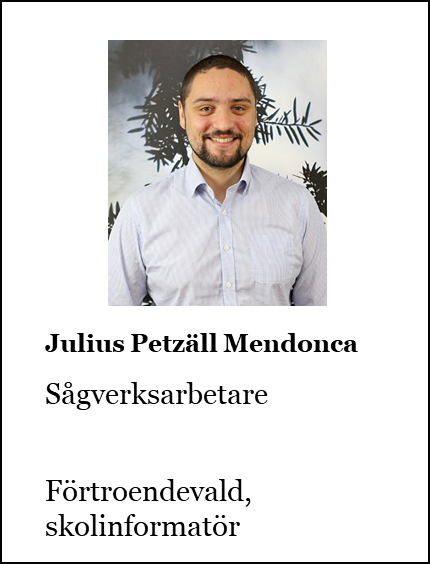 Julius Petzäll Mendonca
Sågverksarbetare
Förtroendevald,
skolinformatör